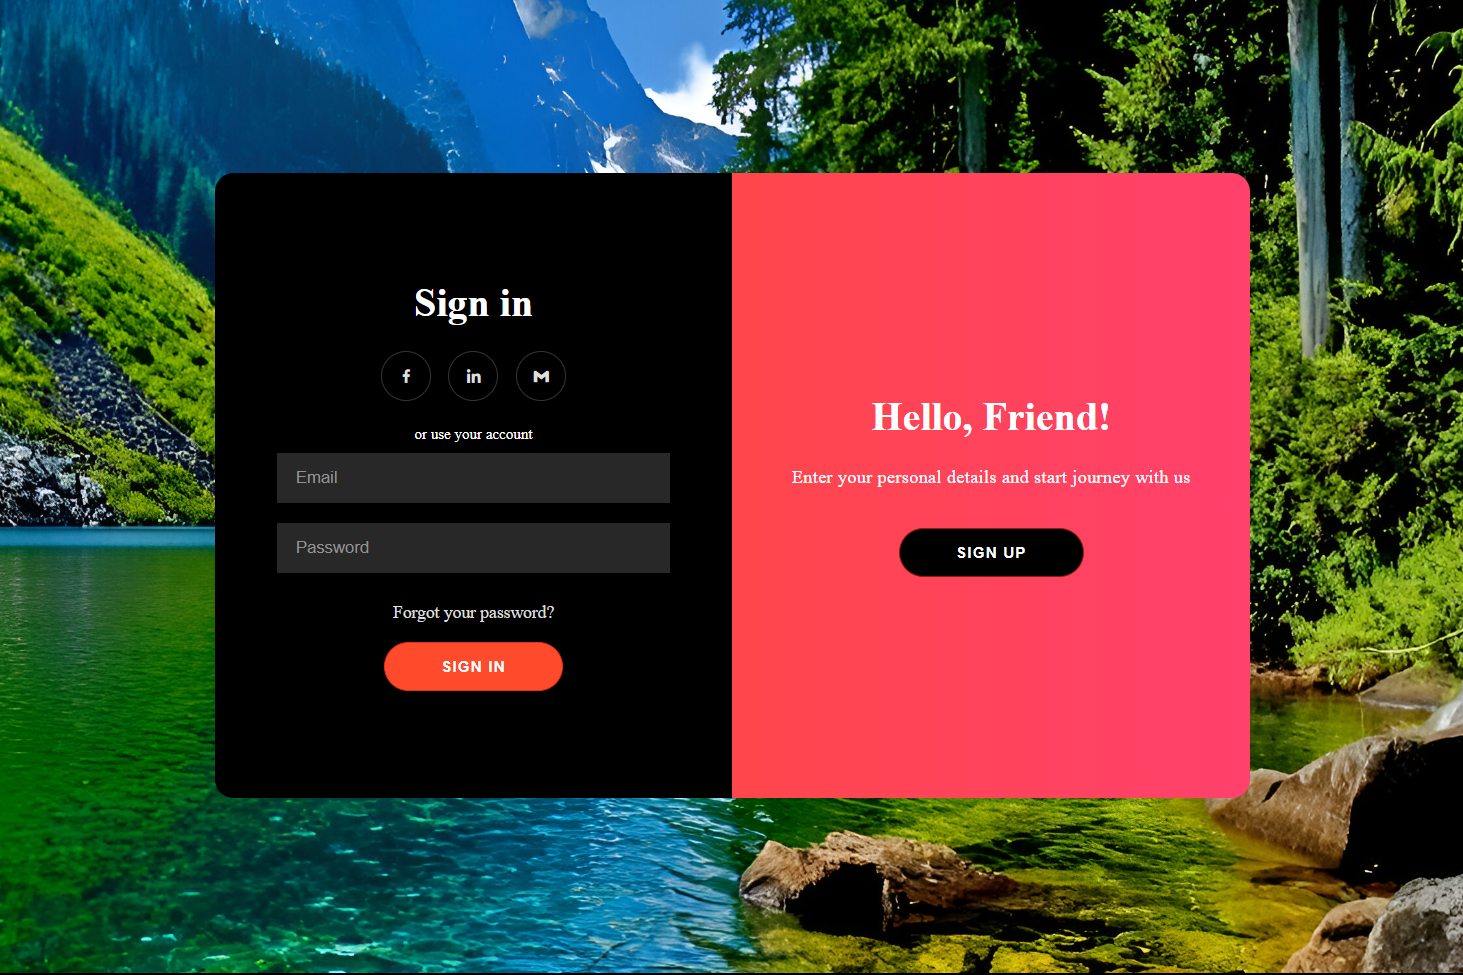 Sign in
f
in
M
or use your account
Email
Password
Forgot your password?
SIGN IN
Hello, Friend!
Enter your personal details and start journey with us
SIGN UP